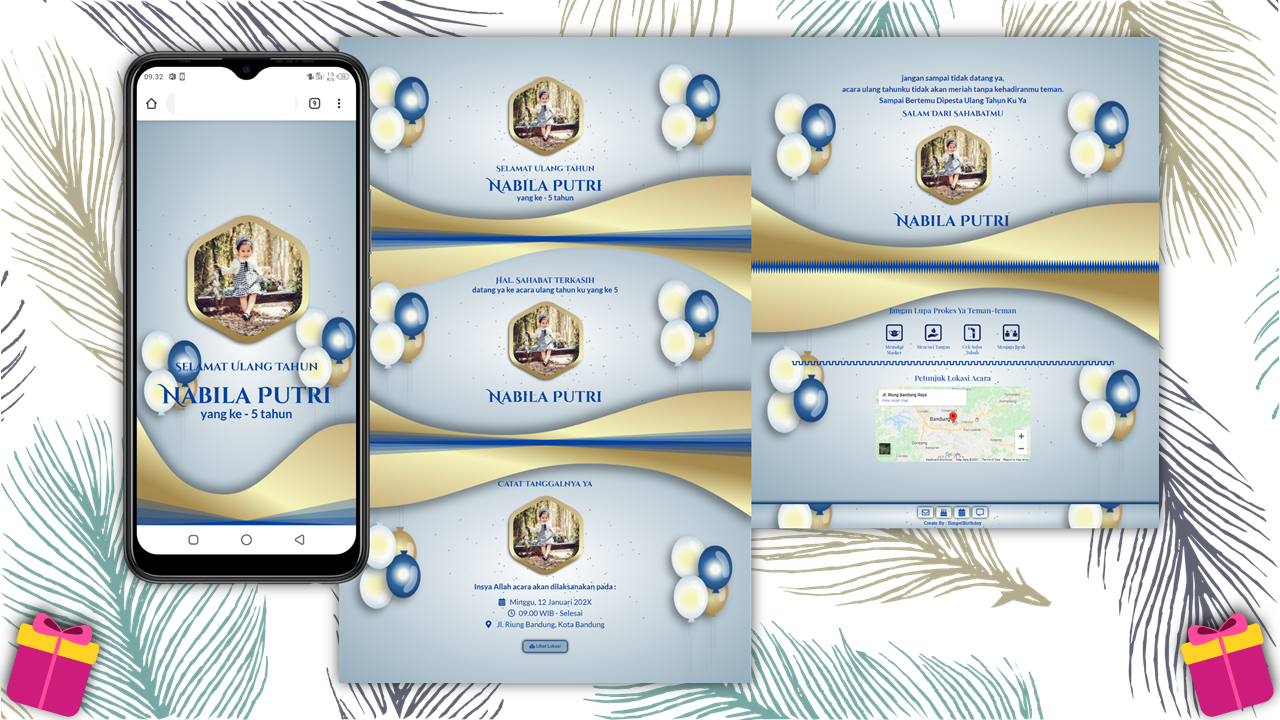 09.32
1.5
K/s
9
SELAMAT ULANG TAHUN
NABILA PUTRI
yang ke - 5 tahun
SELAMAT ULANG TAHUN
NABILA PUTRI
yang ke - 5 tahun
HAI, SAHABAT TERKASIH
datang ya ke acara ulang tahun ku yang ke 5
NABILA PUTRI
CATAT TANGGALNYA YA
Insya Allah acara akan dilaksanakan pada :
Minggu, 12 Januari 202X
09.00 WIB - Selesai
Jl. Riung Bandung, Kota Bandung
Lihat Lokasi
jangan sampai tidak datang ya,
acara ulang tahunku tidak akan meriah tanpa kehadiranmu teman.
Sampai Bertemu Dipesta Ulang Tahun Ku Ya
SALAM DARI SAHABATMU
NABILA PUTRI
Jangan Lupa Prokes Ya Teman-teman
Memakai Masker
Mencuci Tangan
Cek Suhu Tubuh
Menjaga Jarak
Petunjuk Lokasi Acara
Jl. Riung Bandung Raya
View larger map
Bandung
Create By : SimpelBirthday